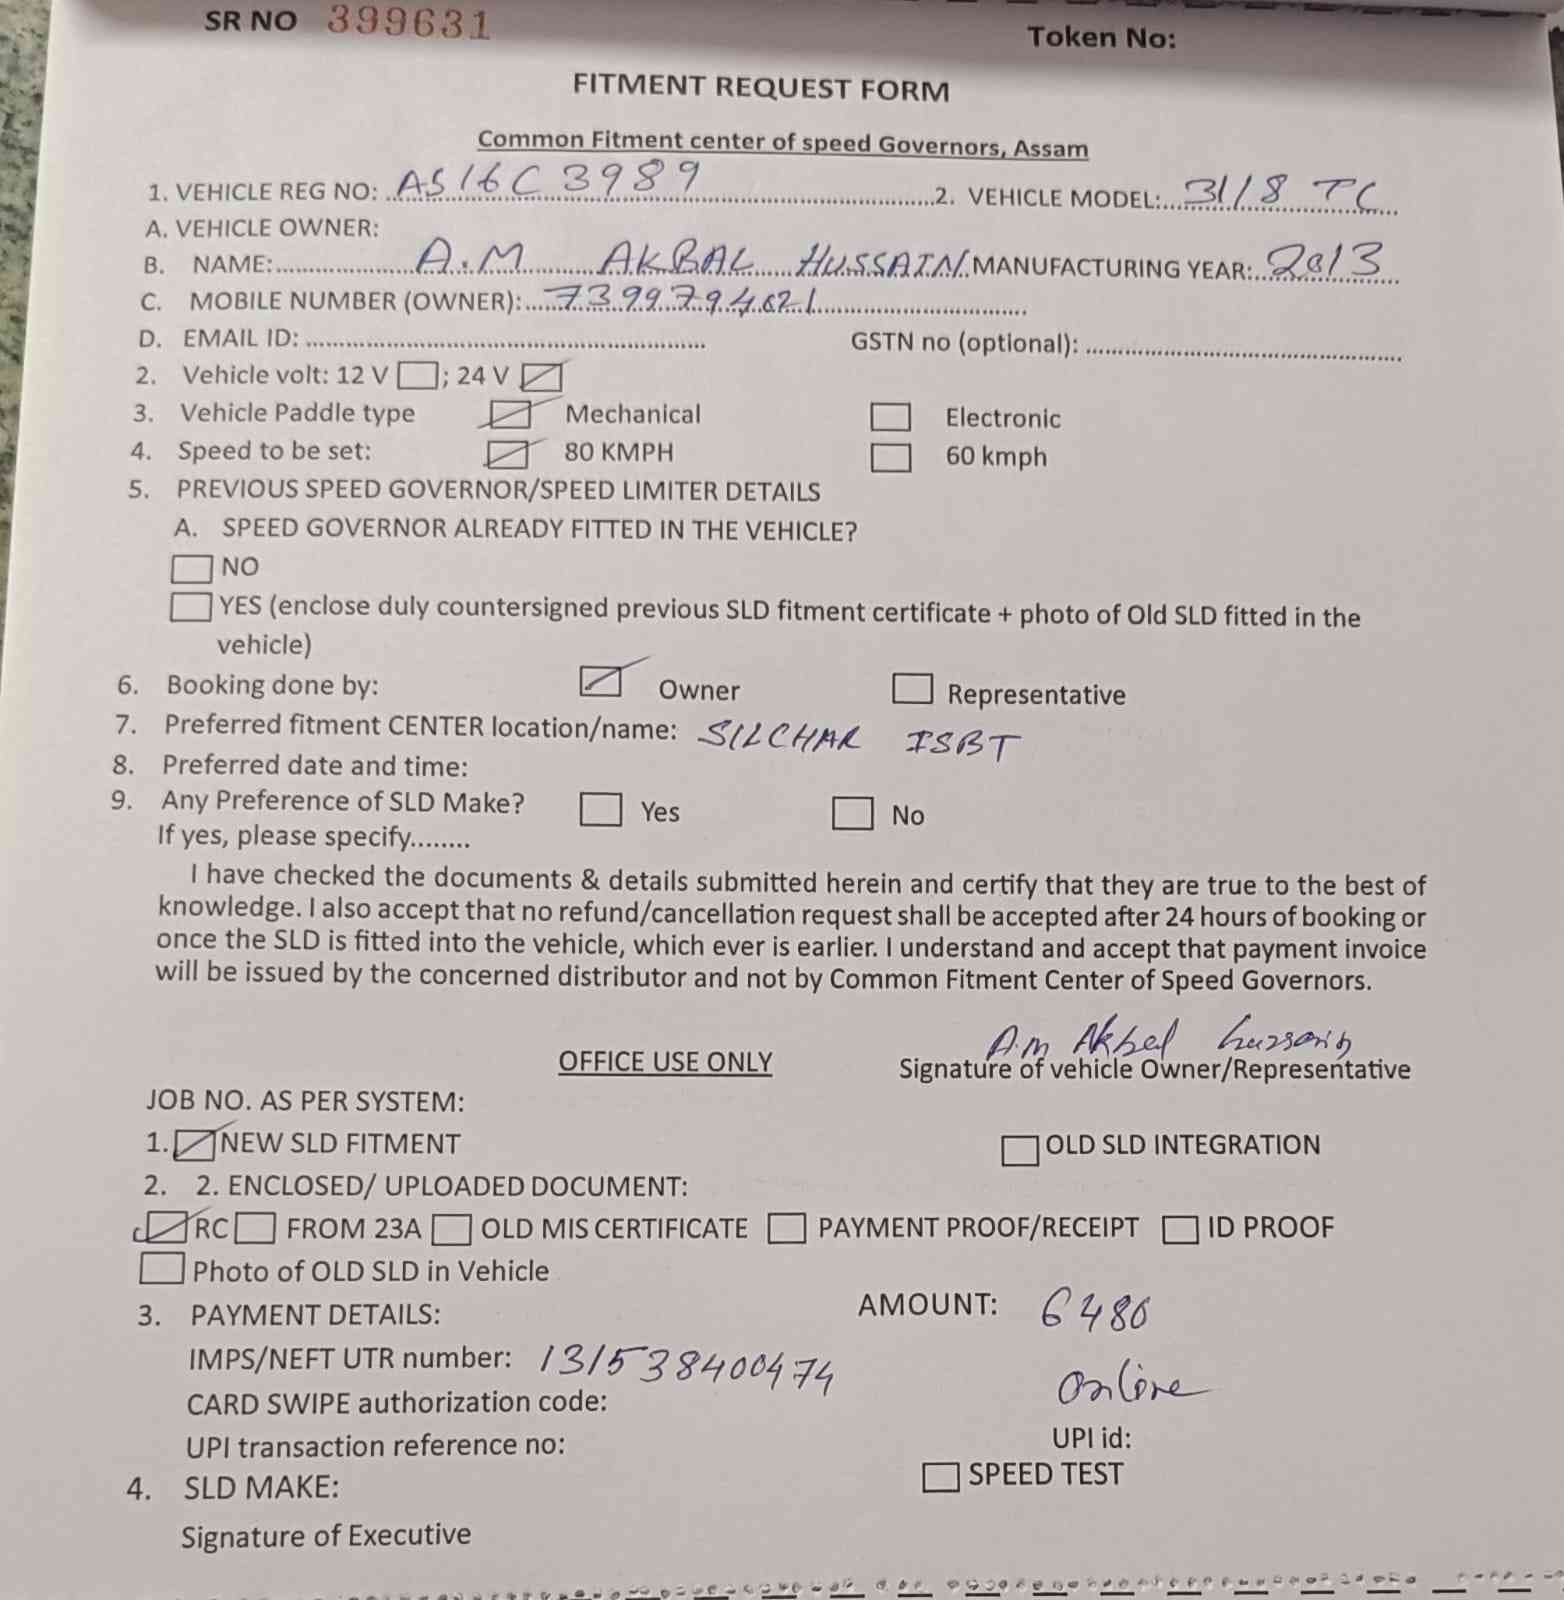 SR NO 399631
Token No:
FITMENT REQUEST FORM
Common Fitment center of speed Governors, Assam
1. VEHICLE REG NO: AS16C3989 2. VEHICLE MODEL: 3118 TC
A. VEHICLE OWNER:
B. NAME: A.M AKBAL HUSSAIN MANUFACTURING YEAR: 2013
C. MOBILE NUMBER (OWNER): 7399794621
D. EMAIL ID: GSTN no (optional):
2. Vehicle volt: 12 V ; 24 V
3. Vehicle Paddle type Mechanical Electronic
4. Speed to be set: 80 KMPH 60 kmph
5. PREVIOUS SPEED GOVERNOR/SPEED LIMITER DETAILS
A. SPEED GOVERNOR ALREADY FITTED IN THE VEHICLE?
NO
YES (enclose duly countersigned previous SLD fitment certificate + photo of Old SLD fitted in the
vehicle)
6. Booking done by: Owner Representative
7. Preferred fitment CENTER location/name: SILCHAR ISBT
8. Preferred date and time:
9. Any Preference of SLD Make? Yes No
If yes, please specify........
I have checked the documents & details submitted herein and certify that they are true to the best of
knowledge. I also accept that no refund/cancellation request shall be accepted after 24 hours of booking or
once the SLD is fitted into the vehicle, which ever is earlier. I understand and accept that payment invoice
will be issued by the concerned distributor and not by Common Fitment Center of Speed Governors.
A.M Akbal Hussain
OFFICE USE ONLY Signature of vehicle Owner/Representative
JOB NO. AS PER SYSTEM:
1. NEW SLD FITMENT OLD SLD INTEGRATION
2. 2. ENCLOSED/ UPLOADED DOCUMENT:
RC FROM 23A OLD MIS CERTIFICATE PAYMENT PROOF/RECEIPT ID PROOF
Photo of OLD SLD in Vehicle
3. PAYMENT DETAILS: AMOUNT: 6480
IMPS/NEFT UTR number: 131538400474 online
CARD SWIPE authorization code:
UPI transaction reference no: UPI id:
4. SLD MAKE: SPEED TEST
Signature of Executive